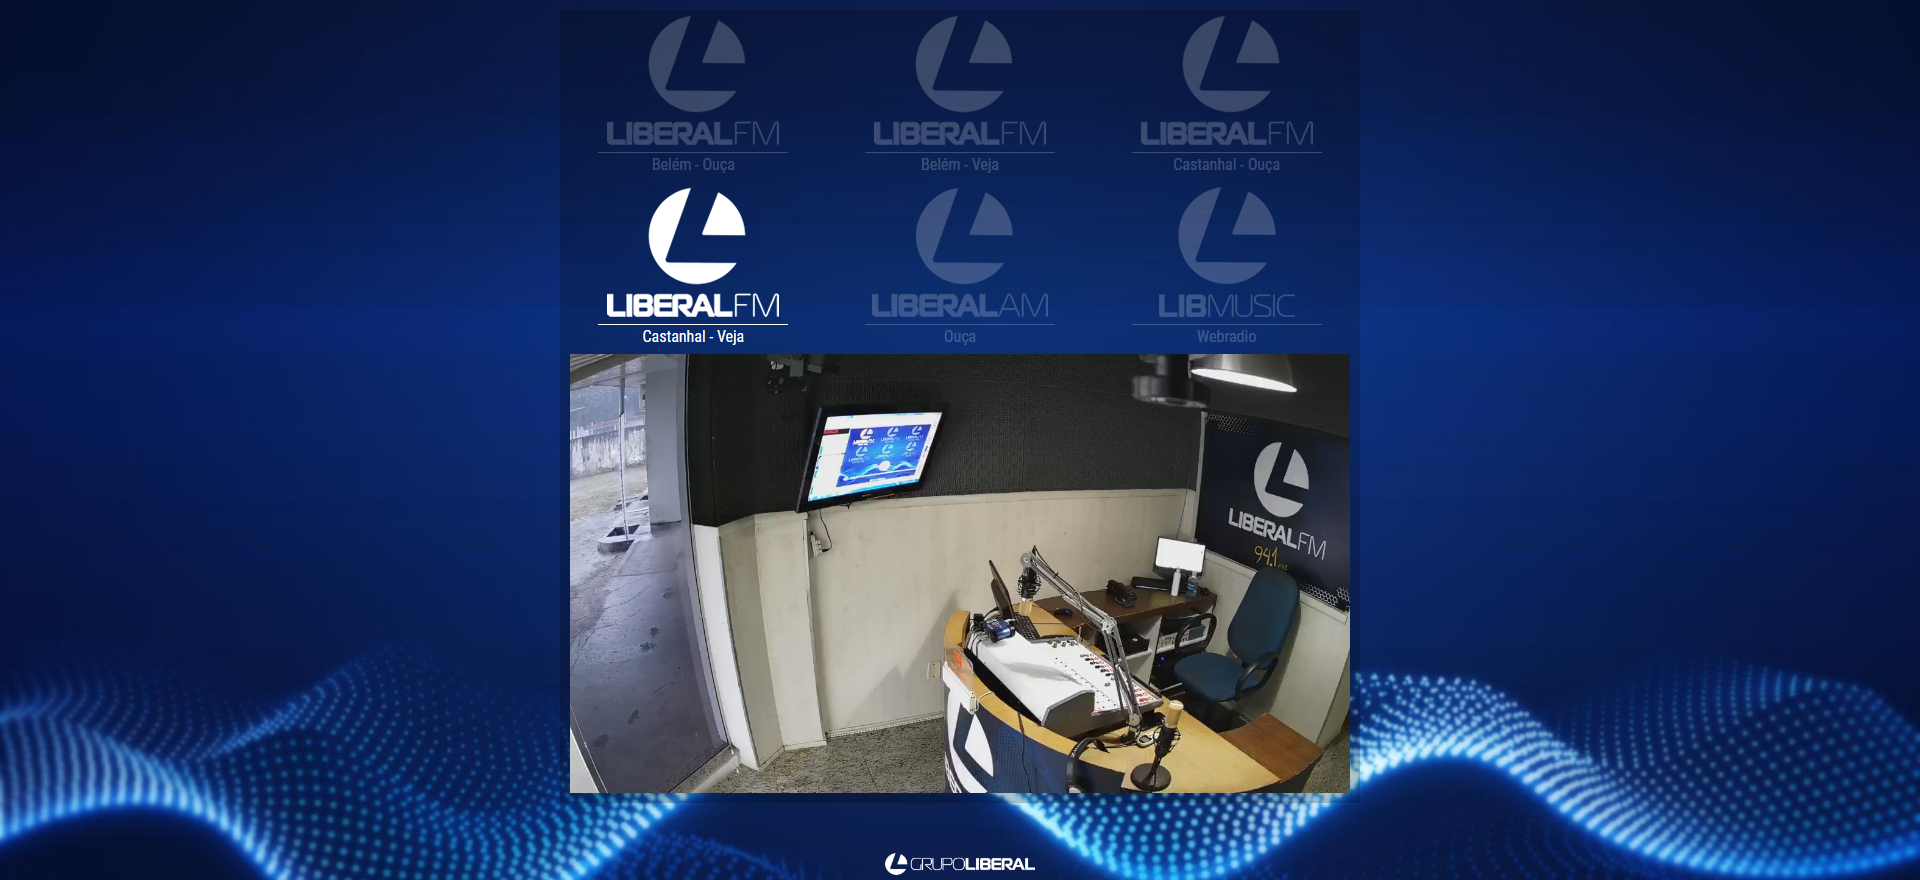 LIBERALFM
Belém - Ouça
LIBERALFM
Belém - Veja
LIBERALFM
Castanhal - Ouça
LIBERALFM
Castanhal - Veja
LIBERALAM
Ouça
LIBMUSIC
Webradio
LIBERALFM
94.1
GRUPOLIBERAL